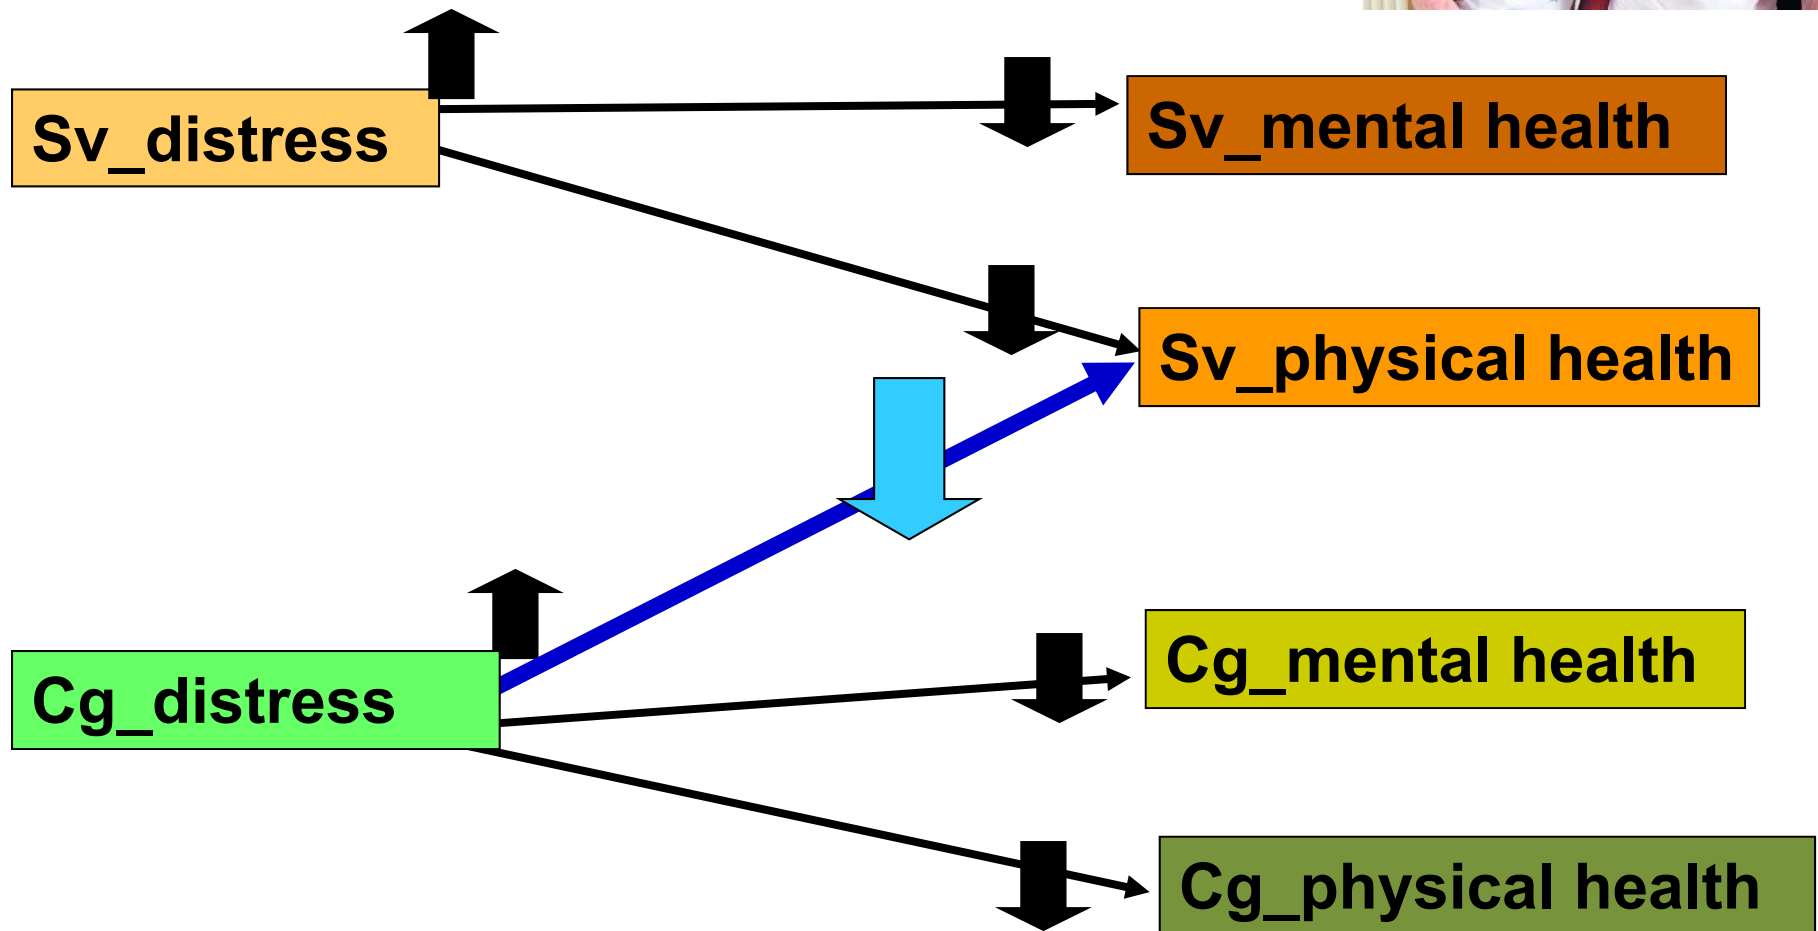 Sv_distress
Sv_mental health
Sv_physical health
Cg_distress
Cg_mental health
Cg_physical health